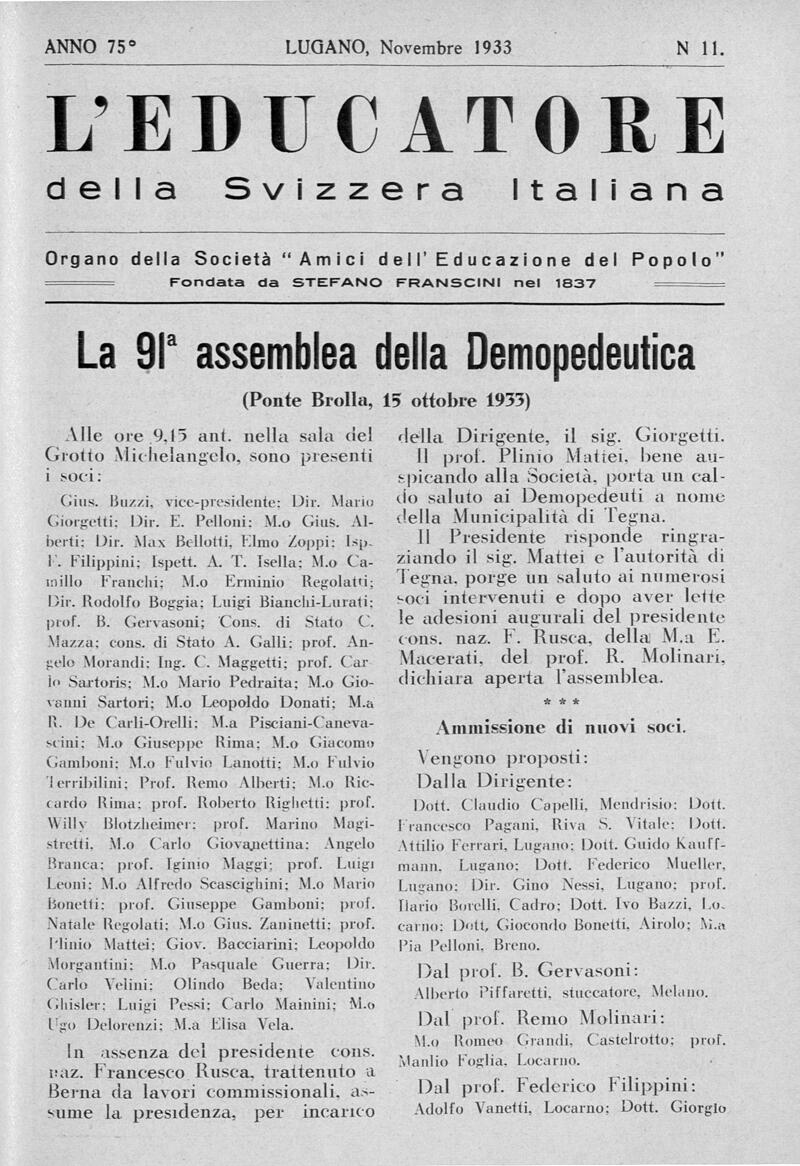 ANNO 75° LUGANO, Novembre 1933 N 11.
L'EDUCATORE
della Svizzera Italiana
Organo della Società "Amici dell'Educazione del Popolo"
Fondata da STEFANO FRANSCINI nel 1837
La 91ª assemblea della Demopedeutica
(Ponte Brolla, 15 ottobre 1933)
Alle ore 9,15 ant. nella sala del
Grotto Michelangelo, sono presenti
i soci:
Gius. Buzzi, vice-presidente; Dir. Mario
Giorgetti; Dir. E. Pelloni; M.o Gius. Al-
berti; Dir. Max Bellotti, Elmo Zoppi; Isp.
F. Filippini; Ispett. A. T. Isella; M.o Ca-
millo Franchi; M.o Erminio Regolatti;
Dir. Rodolfo Boggia; Luigi Bianchi-Lurati;
prof. B. Gervasoni; Cons. di Stato C.
Mazza; cons. di Stato A. Galli; prof. An-
gelo Morandi; Ing. C. Maggetti; prof. Car
lo Sartoris; M.o Mario Pedraita; M.o Gio-
vanni Sartori; M.o Leopoldo Donati; M.a
R. De Carli-Orelli; M.a Pisciani-Caneva-
scini; M.o Giuseppe Rima; M.o Giacomo
Gamboni; M.o Fulvio Lanotti; M.o Fulvio
Terribilini; Prof. Remo Alberti; M.o Ric-
cardo Rima; prof. Roberto Righetti; prof.
Willy Blotzheimer; prof. Marino Magi-
stretti, M.o Carlo Giovanettina; Angelo
Branca; prof. Iginio Maggi; prof. Luigi
Leoni; M.o Alfredo Scascighini; M.o Mario
Bonetti; prof. Giuseppe Gamboni; prof.
Natale Regolati; M.o Gius. Zaninetti; prof.
Plinio Mattei; Giov. Bacciarini; Leopoldo
Morgantini; M.o Pasquale Guerra; Dir.
Carlo Velini; Olindo Beda; Valentino
Ghisler; Luigi Pessi; Carlo Mainini; M.o
Ugo Delorenzi; M.a Elisa Vela.
In assenza del presidente cons.
naz. Francesco Rusca, trattenuto a
Berna da lavori commissionali, as-
sume la presidenza, per incarico
della Dirigente, il sig. Giorgetti.
Il prof. Plinio Mattei, bene au-
spicando alla Società, porta un cal-
do saluto ai Demopedeuti a nome
della Municipalità di Tegna.
Il Presidente risponde ringra-
ziando il sig. Mattei e l'autorità di
Tegna, porge un saluto ai numerosi
soci intervenuti e dopo aver lette
le adesioni augurali del presidente
cons. naz. F. Rusca, della M.a E.
Macerati, del prof. R. Molinari,
dichiara aperta l'assemblea.
* * *
Ammissione di nuovi soci.
Vengono proposti:
Dalla Dirigente:
Dott. Claudio Capelli, Mendrisio; Dott.
Francesco Pagani, Riva S. Vitale; Dott.
Attilio Ferrari, Lugano; Dott. Guido Kauff-
mann, Lugano; Dott. Federico Mueller,
Lugano; Dir. Gino Nessi, Lugano; prof.
Ilario Borelli, Cadro; Dott. Ivo Bazzi, Lo-
carno; Dott, Giocondo Bonetti, Airolo; M.a
Pia Pelloni, Breno.
Dal prof. B. Gervasoni:
Alberto Piffaretti, stuccatore, Melano.
Dal prof. Remo Molinari:
M.o Romeo Grandi, Castelrotto; prof.
Manlio Foglia, Locarno.
Dal prof. Federico Filippini:
Adolfo Vanetti, Locarno; Dott. Giorgio